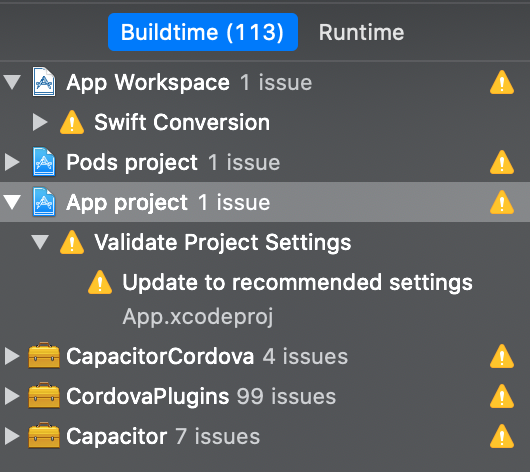 Buildtime (113) Runtime
App Workspace 1 issue
Swift Conversion
Pods project 1 issue
App project 1 issue
Validate Project Settings
Update to recommended settings
App.xcodeproj
CapacitorCordova 4 issues
CordovaPlugins 99 issues
Capacitor 7 issues